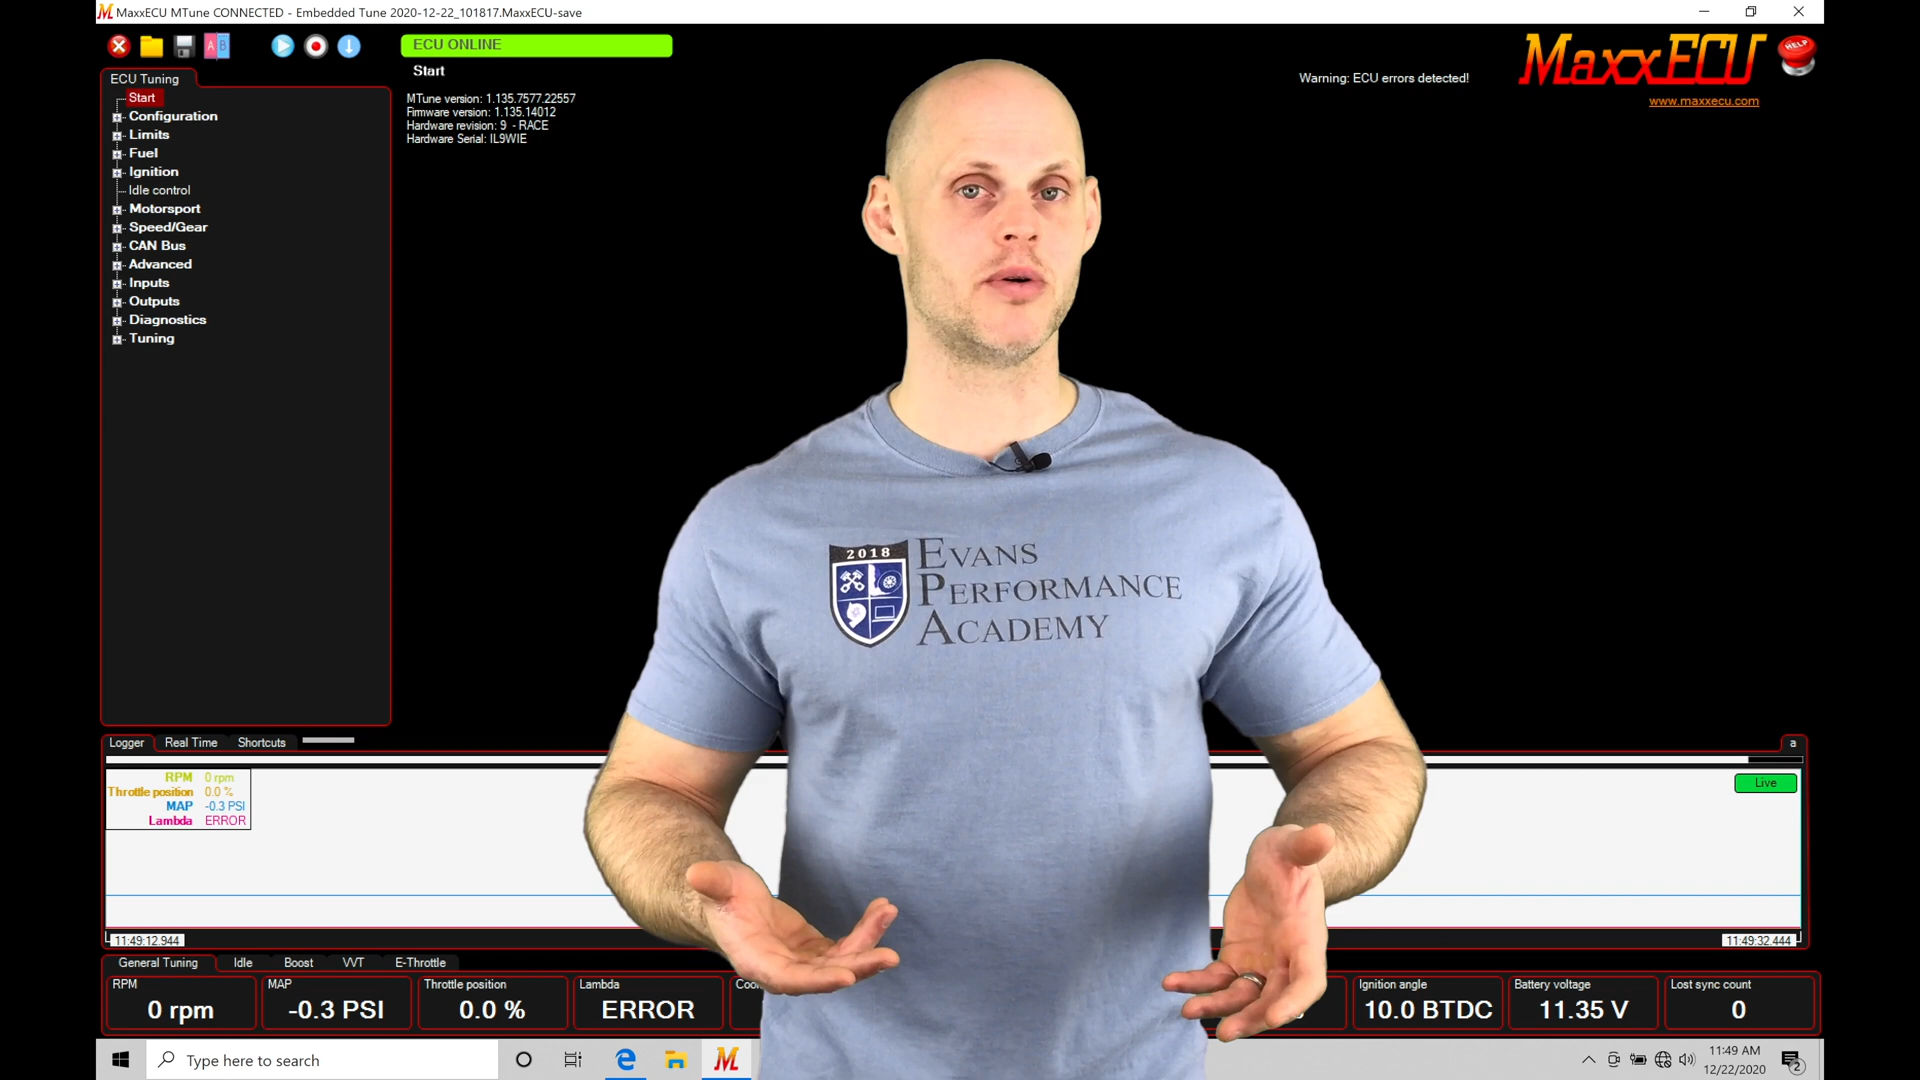 MaxxECU MTune CONNECTED - Embedded Tune 2020-12-22_101817.MaxxECU-save
A B
ECU ONLINE
MaxxECU
HELP
ECU Tuning
Start
Warning: ECU errors detected!
www.maxxecu.com
MTune version: 1.135.7577.22557
Firmware version: 1.135.14012
Hardware revision: 9 - RACE
Hardware Serial: IL9WIE
Start
Configuration
Limits
Fuel
Ignition
Idle control
Motorsport
Speed/Gear
CAN Bus
Advanced
Inputs
Outputs
Diagnostics
Tuning
2018
EVANS
PERFORMANCE
ACADEMY
Logger Real Time Shortcuts
a
RPM 0 rpm
Throttle position 0.0 %
MAP -0.3 PSI
Lambda ERROR
Live
11:49:12.944
11:49:32.444
General Tuning Idle Boost VVT E-Throttle
RPM
0 rpm
MAP
-0.3 PSI
Throttle position
0.0 %
Lambda
ERROR
Ignition angle
10.0 BTDC
Battery voltage
11.35 V
Lost sync count
0
Type here to search
11:49 AM
12/22/2020
2